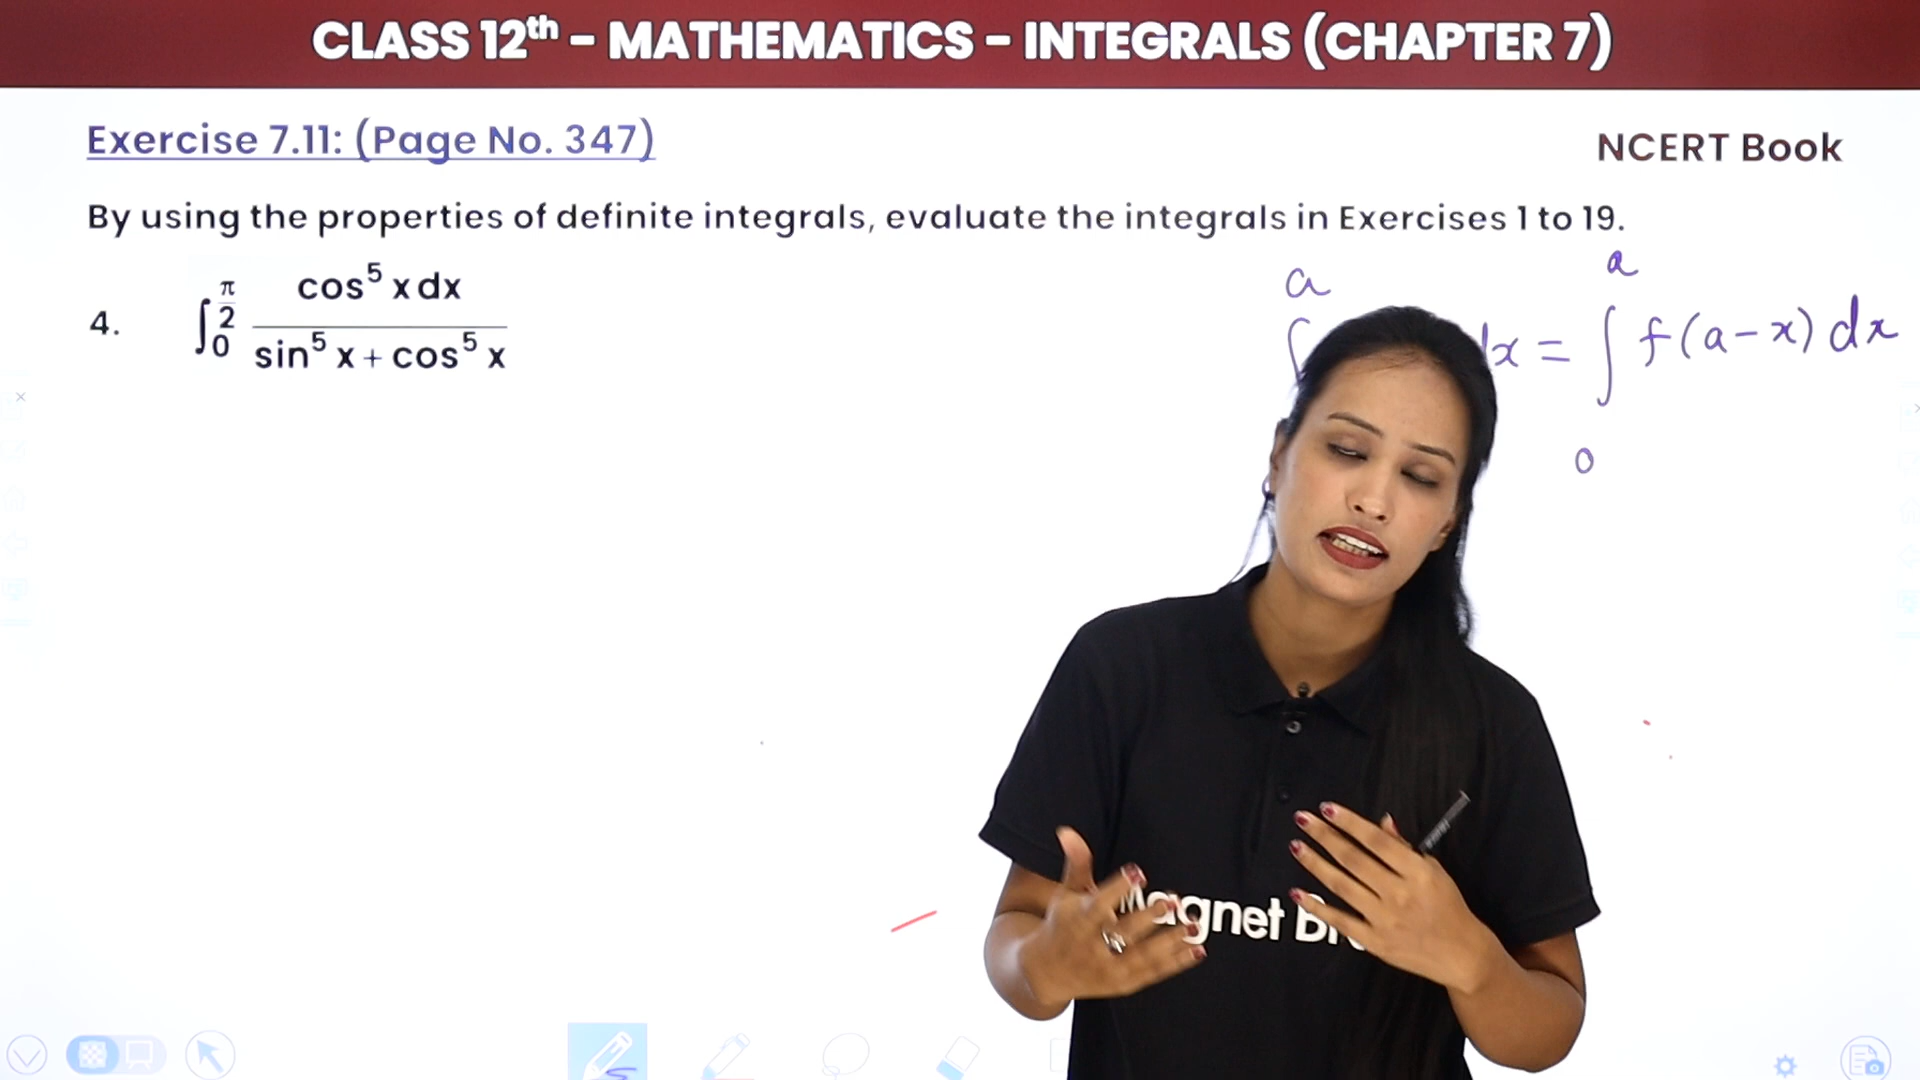 CLASS 12th – MATHEMATICS – INTEGRALS (CHAPTER 7)
Exercise 7.11: (Page No. 347)
NCERT Book
By using the properties of definite integrals, evaluate the integrals in Exercises 1 to 19.
4. ∫₀^(π/2) cos⁵ x dx / (sin⁵ x + cos⁵ x)
a a
∫ dx = ∫ f(a-x) dx
0
agnet